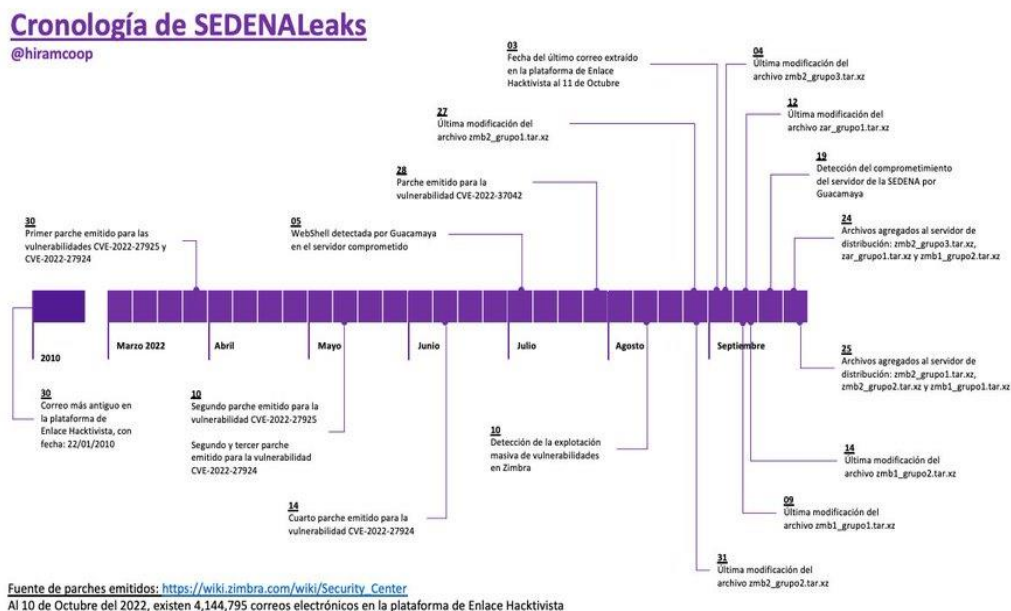 Cronología de SEDENALeaks
@hiramcoop
03
Fecha del último correo extraído
en la plataforma de Enlace
Hacktivista al 11 de Octubre
04
Última modificación del
archivo zmb2_grupo3.tar.xz
27
Última modificación del
archivo zmb2_grupo1.tar.xz
12
Última modificación del
archivo zar_grupo1.tar.xz
28
Parche emitido para la
vulnerabilidad CVE-2022-37042
19
Detección del comprometimiento
del servidor de la SEDENA por
Guacamaya
30
Primer parche emitido para las
vulnerabilidades CVE-2022-27925 y
CVE-2022-27924
05
WebShell detectada por Guacamaya
en el servidor comprometido
24
Archivos agregados al servidor de
distribución: zmb2_grupo3.tar.xz,
zar_grupo1.tar.xz y zmb1_grupo2.tar.xz
2010
Marzo 2022
Abril
Mayo
Junio
Julio
Agosto
Septiembre
25
Archivos agregados al servidor de
distribución: zmb2_grupo1.tar.xz,
zmb2_grupo2.tar.xz y zmb1_grupo1.tar.xz
30
Correo más antiguo en
la plataforma de
Enlace Hacktivista, con
fecha: 22/01/2010
10
Segundo parche emitido para la
vulnerabilidad CVE-2022-27925
Segundo y tercer parche
emitido para la vulnerabilidad
CVE-2022-27924
10
Detección de la explotación
masiva de vulnerabilidades
en Zimbra
14
Última modificación del
archivo zmb1_grupo2.tar.xz
14
Cuarto parche emitido para la
vulnerabilidad CVE-2022-27924
09
Última modificación del
archivo zmb1_grupo1.tar.xz
31
Última modificación del
archivo zmb2_grupo2.tar.xz
Fuente de parches emitidos: https://wiki.zimbra.com/wiki/Security_Center
Al 10 de Octubre del 2022, existen 4,144,795 correos electrónicos en la plataforma de Enlace Hacktivista